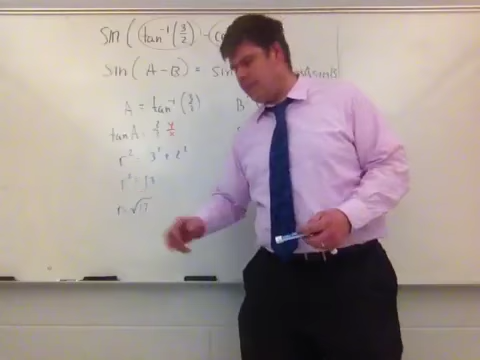 sin( tan⁻¹(3/2) - co
sin( A - B ) = sin
A = tan⁻¹(3/2) B
tan A = 3/2 y/x
r² = 3² + 2²
r² = 13
r = √13